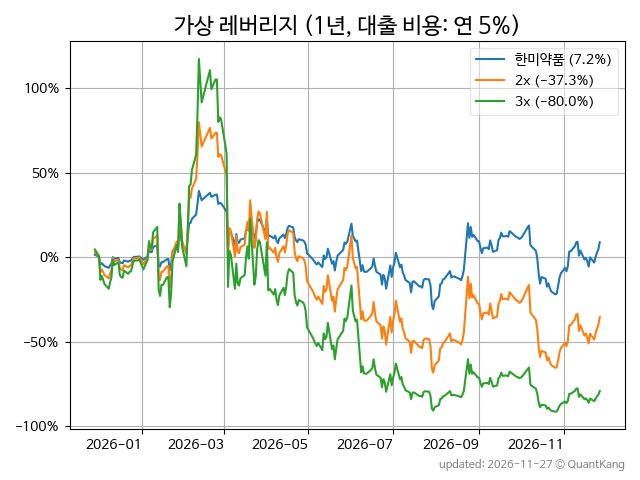 가상 레버리지 (1년, 대출 비용: 연 5%)
한미약품 (7.2%)
2x (−37.3%)
3x (−80.0%)
100%
50%
0%
−50%
−100%
2026-01 2026-03 2026-05 2026-07 2026-09 2026-11
updated: 2026-11-27 © QuantKang